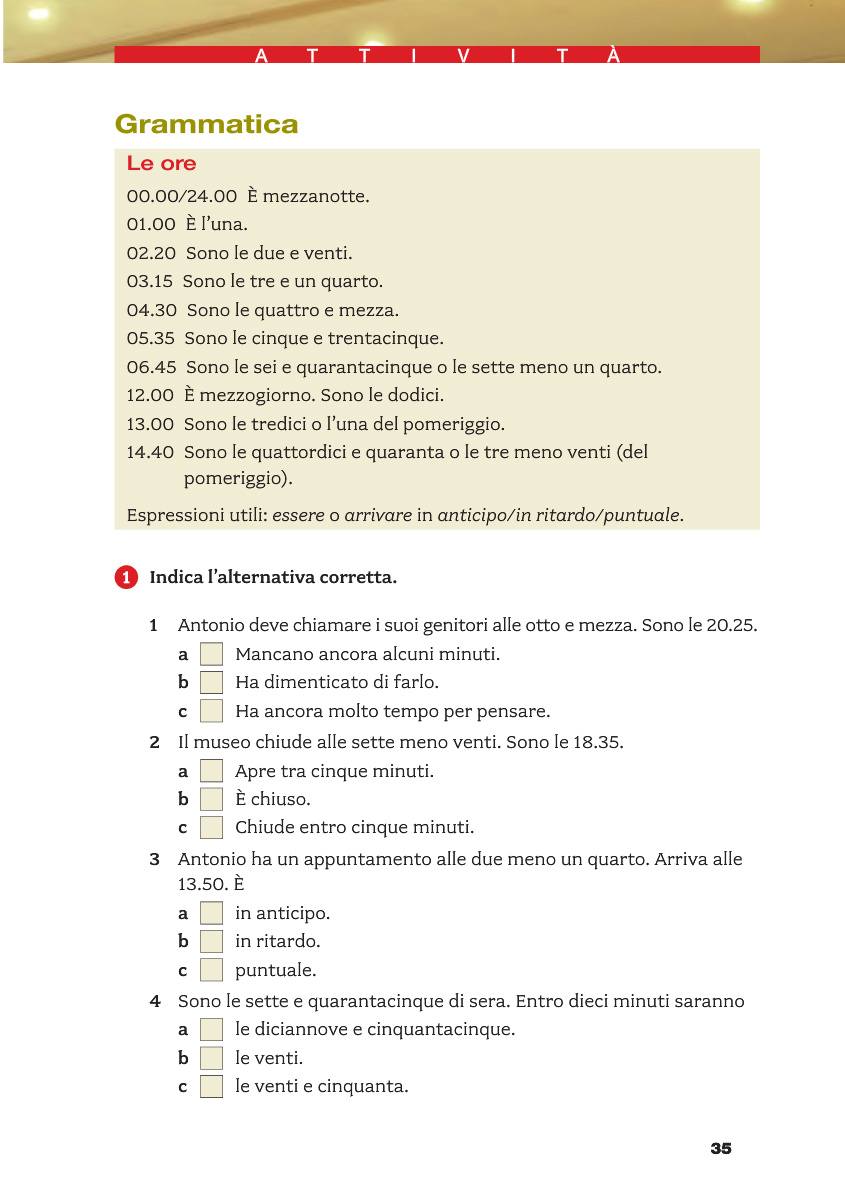 ATTIVITÀ
Grammatica
Le ore
00.00/24.00 È mezzanotte.
01.00 È l’una.
02.20 Sono le due e venti.
03.15 Sono le tre e un quarto.
04.30 Sono le quattro e mezza.
05.35 Sono le cinque e trentacinque.
06.45 Sono le sei e quarantacinque o le sette meno un quarto.
12.00 È mezzogiorno. Sono le dodici.
13.00 Sono le tredici o l’una del pomeriggio.
14.40 Sono le quattordici e quaranta o le tre meno venti (del
pomeriggio).
Espressioni utili: essere o arrivare in anticipo/in ritardo/puntuale.
1 Indica l’alternativa corretta.
1 Antonio deve chiamare i suoi genitori alle otto e mezza. Sono le 20.25.
a Mancano ancora alcuni minuti.
b Ha dimenticato di farlo.
c Ha ancora molto tempo per pensare.
2 Il museo chiude alle sette meno venti. Sono le 18.35.
a Apre tra cinque minuti.
b È chiuso.
c Chiude entro cinque minuti.
3 Antonio ha un appuntamento alle due meno un quarto. Arriva alle
13.50. È
a in anticipo.
b in ritardo.
c puntuale.
4 Sono le sette e quarantacinque di sera. Entro dieci minuti saranno
a le diciannove e cinquantacinque.
b le venti.
c le venti e cinquanta.
35